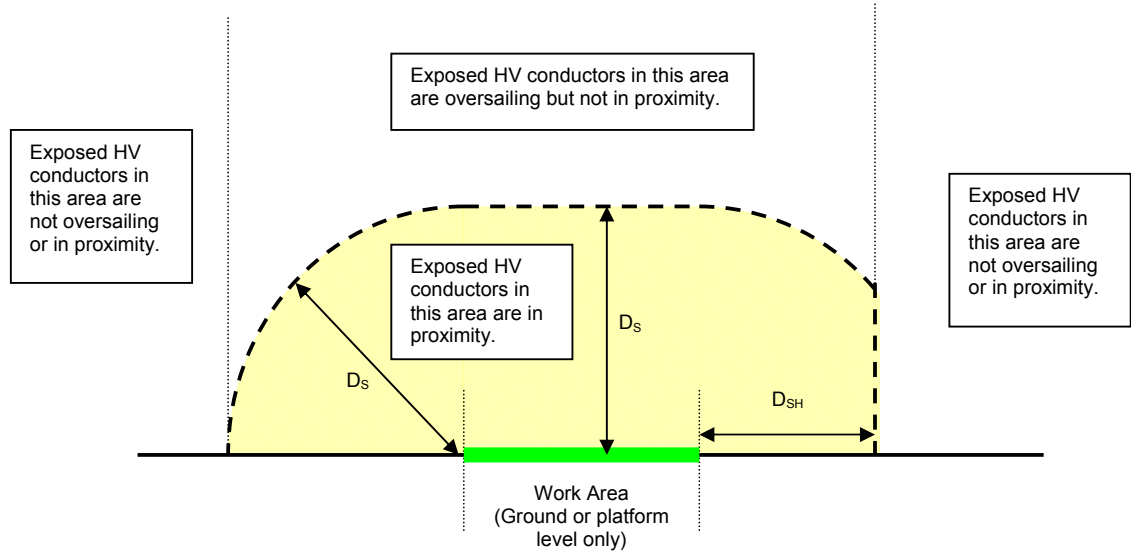 Exposed HV conductors in this area
are oversailing but not in proximity.
Exposed HV
conductors in
this area are
not oversailing
or in proximity.
Exposed HV
conductors in
this area are
not oversailing
or in proximity.
Exposed HV
conductors in
this area are in
proximity.
DS
DS
DSH
Work Area
(Ground or platform
level only)